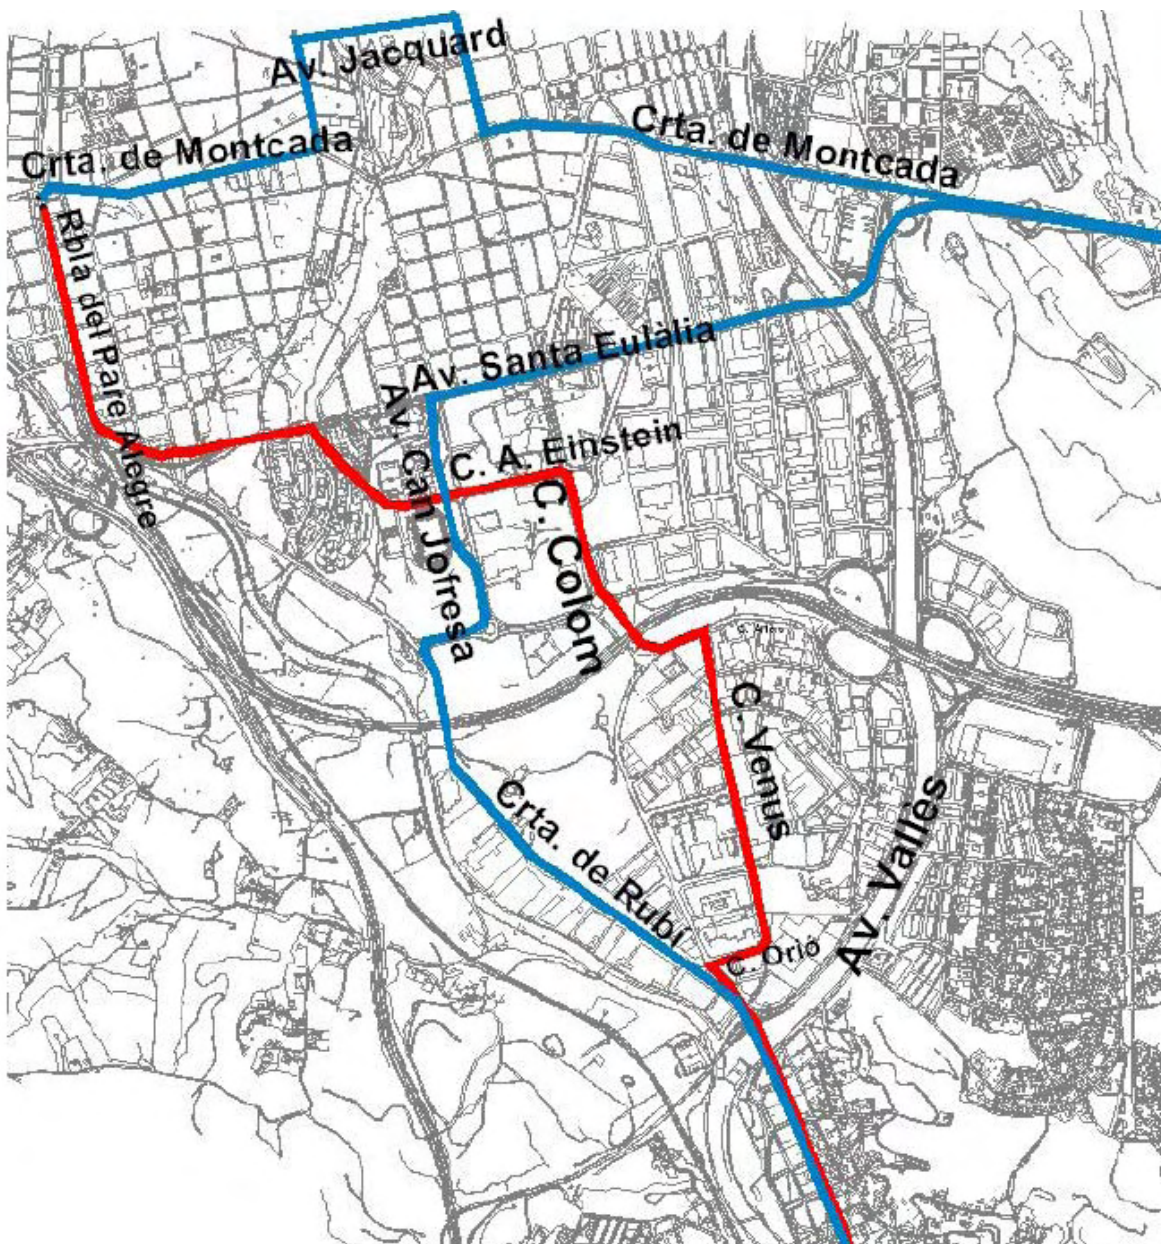 Av. Jacquard
Crta. de Montcada
Crta. de Montcada
Rbla del Pare Alegre
Av. Santa Eulàlia
Av. Can Jofresa
C. A. Einstein
C. Colom
C. Venus
Crta. de Rubí
Av. Vallès
C. Orió